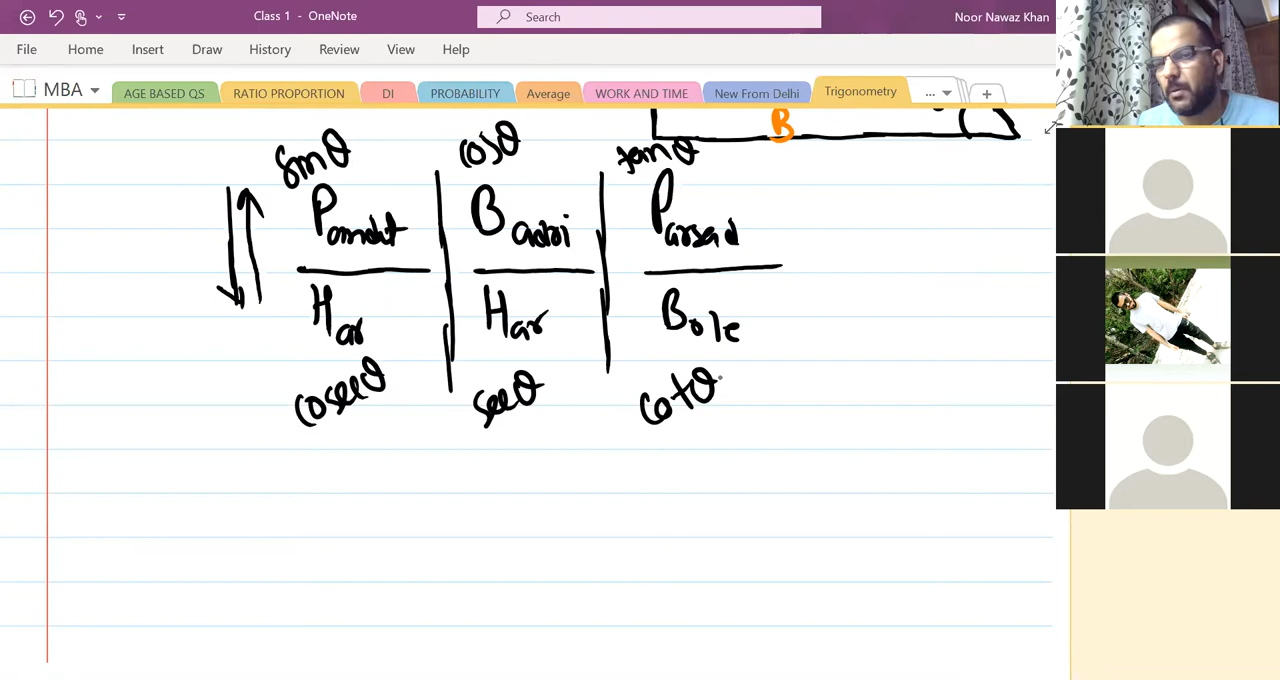 Class 1 - OneNote
Search
Noor Nawaz Khan
File Home Insert Draw History Review View Help
MBA AGE BASED QS RATIO PROPORTION DI PROBABILITY Average WORK AND TIME New From Delhi Trigonometry ... +
B
sinθ cosθ tanθ
Pandit Badri Parsad
Har Har Bole
cosecθ secθ cotθ